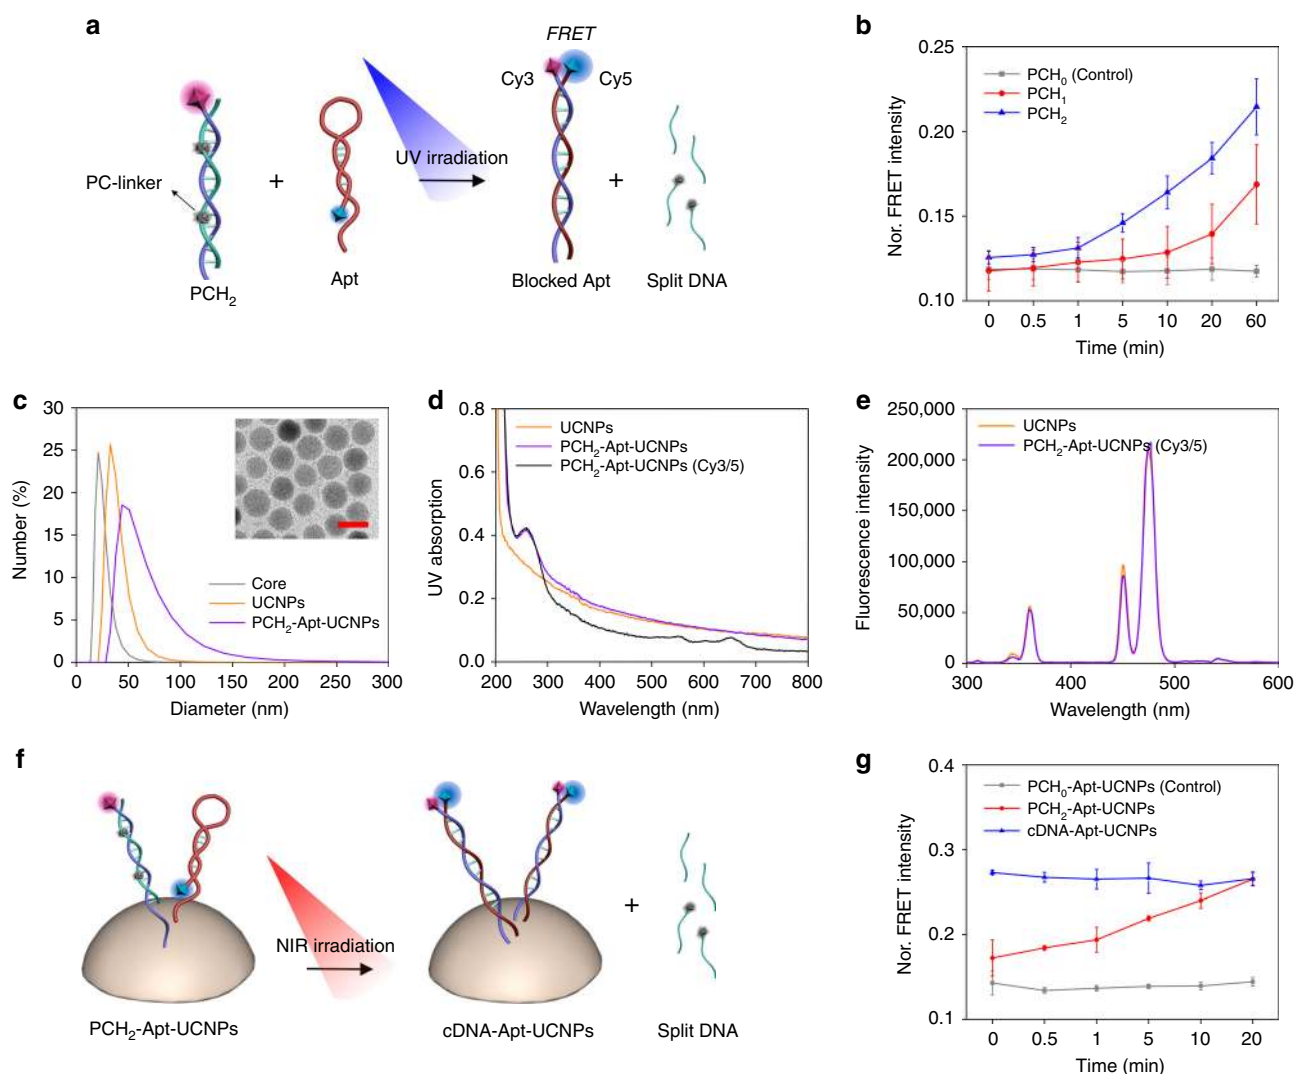 a
FRET
Cy3
Cy5
PC-linker
+
UV irradiation
+
PCH₂
Apt
Blocked Apt
Split DNA
b
0.25
0.20
0.15
0.10
Nor. FRET intensity
PCH₀ (Control)
PCH₁
PCH₂
0 0.5 1 5 10 20 60
Time (min)
c
30
25
20
15
10
5
0
Number (%)
Core
UCNPs
PCH₂-Apt-UCNPs
0 50 100 150 200 250 300
Diameter (nm)
d
0.8
0.6
0.4
0.2
0.0
UV absorption
UCNPs
PCH₂-Apt-UCNPs
PCH₂-Apt-UCNPs (Cy3/5)
200 300 400 500 600 700 800
Wavelength (nm)
e
250,000
200,000
150,000
100,000
50,000
0
Fluorescence intensity
UCNPs
PCH₂-Apt-UCNPs (Cy3/5)
300 400 500 600
Wavelength (nm)
f
NIR irradiation
+
PCH₂-Apt-UCNPs
cDNA-Apt-UCNPs
Split DNA
g
0.4
0.3
0.2
0.1
Nor. FRET intensity
PCH₀-Apt-UCNPs (Control)
PCH₂-Apt-UCNPs
cDNA-Apt-UCNPs
0 0.5 1 5 10 20
Time (min)